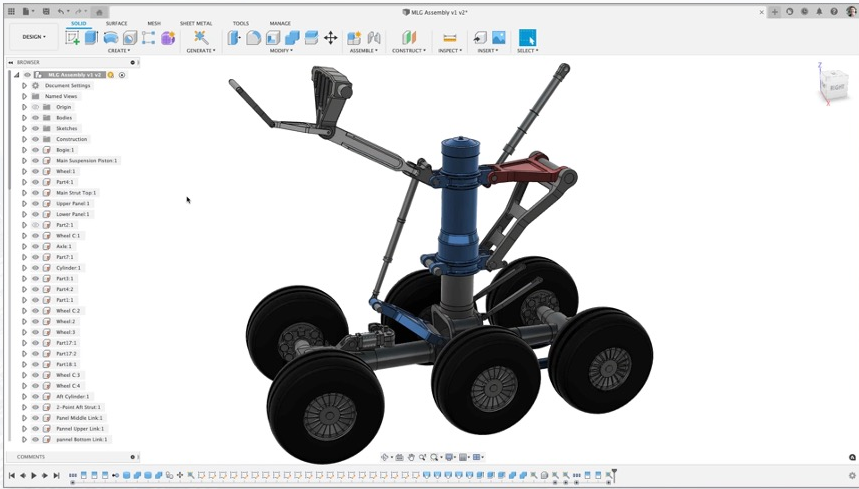 MLG Assembly v1 v2*
SOLID SURFACE MESH SHEET METAL TOOLS MANAGE
DESIGN
CREATE GENERATE MODIFY ASSEMBLE CONSTRUCT INSPECT INSERT SELECT
BROWSER
MLG Assembly v1 v2
Document Settings
Named Views
Origin
Bodies
Sketches
Construction
Bogie:1
Main Suspension Piston:1
Wheel:1
Part4:1
Main Strut Top:1
Upper Panel:1
Lower Panel:1
Part2:1
Wheel C:1
Axle:1
Part7:1
Cylinder:1
Part3:1
Part4:2
Part1:1
Wheel C:2
Wheel:2
Wheel:3
Part17:1
Part17:2
Part18:1
Wheel C:3
Wheel C:4
Aft Cylinder:1
2-Point Aft Strut:1
Panel Middle Link:1
Pannel Upper Link:1
pannel Bottom Link:1
COMMENTS
Z
RIGHT
X